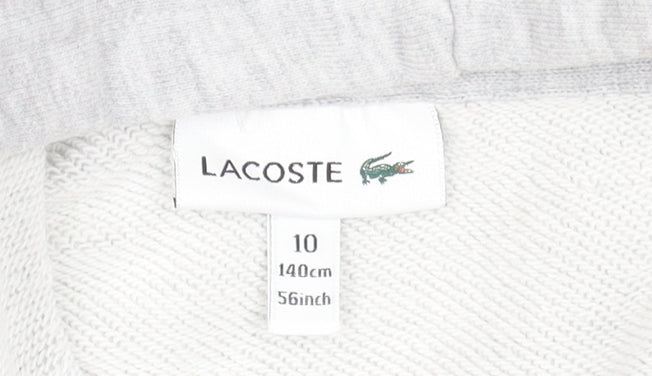 LACOSTE
10
140cm
56inch